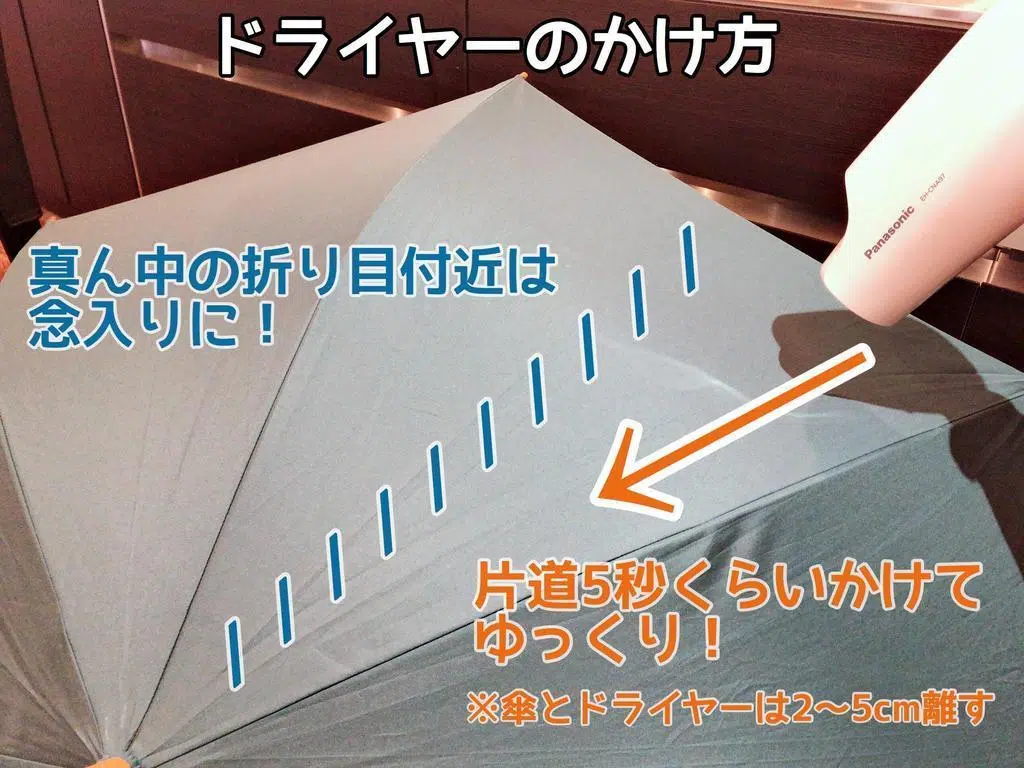 ドライヤーのかけ方
Panasonic EH-CNA97
真ん中の折り目付近は
念入りに！
片道5秒くらいかけて
ゆっくり！
※傘とドライヤーは2～5cm離す